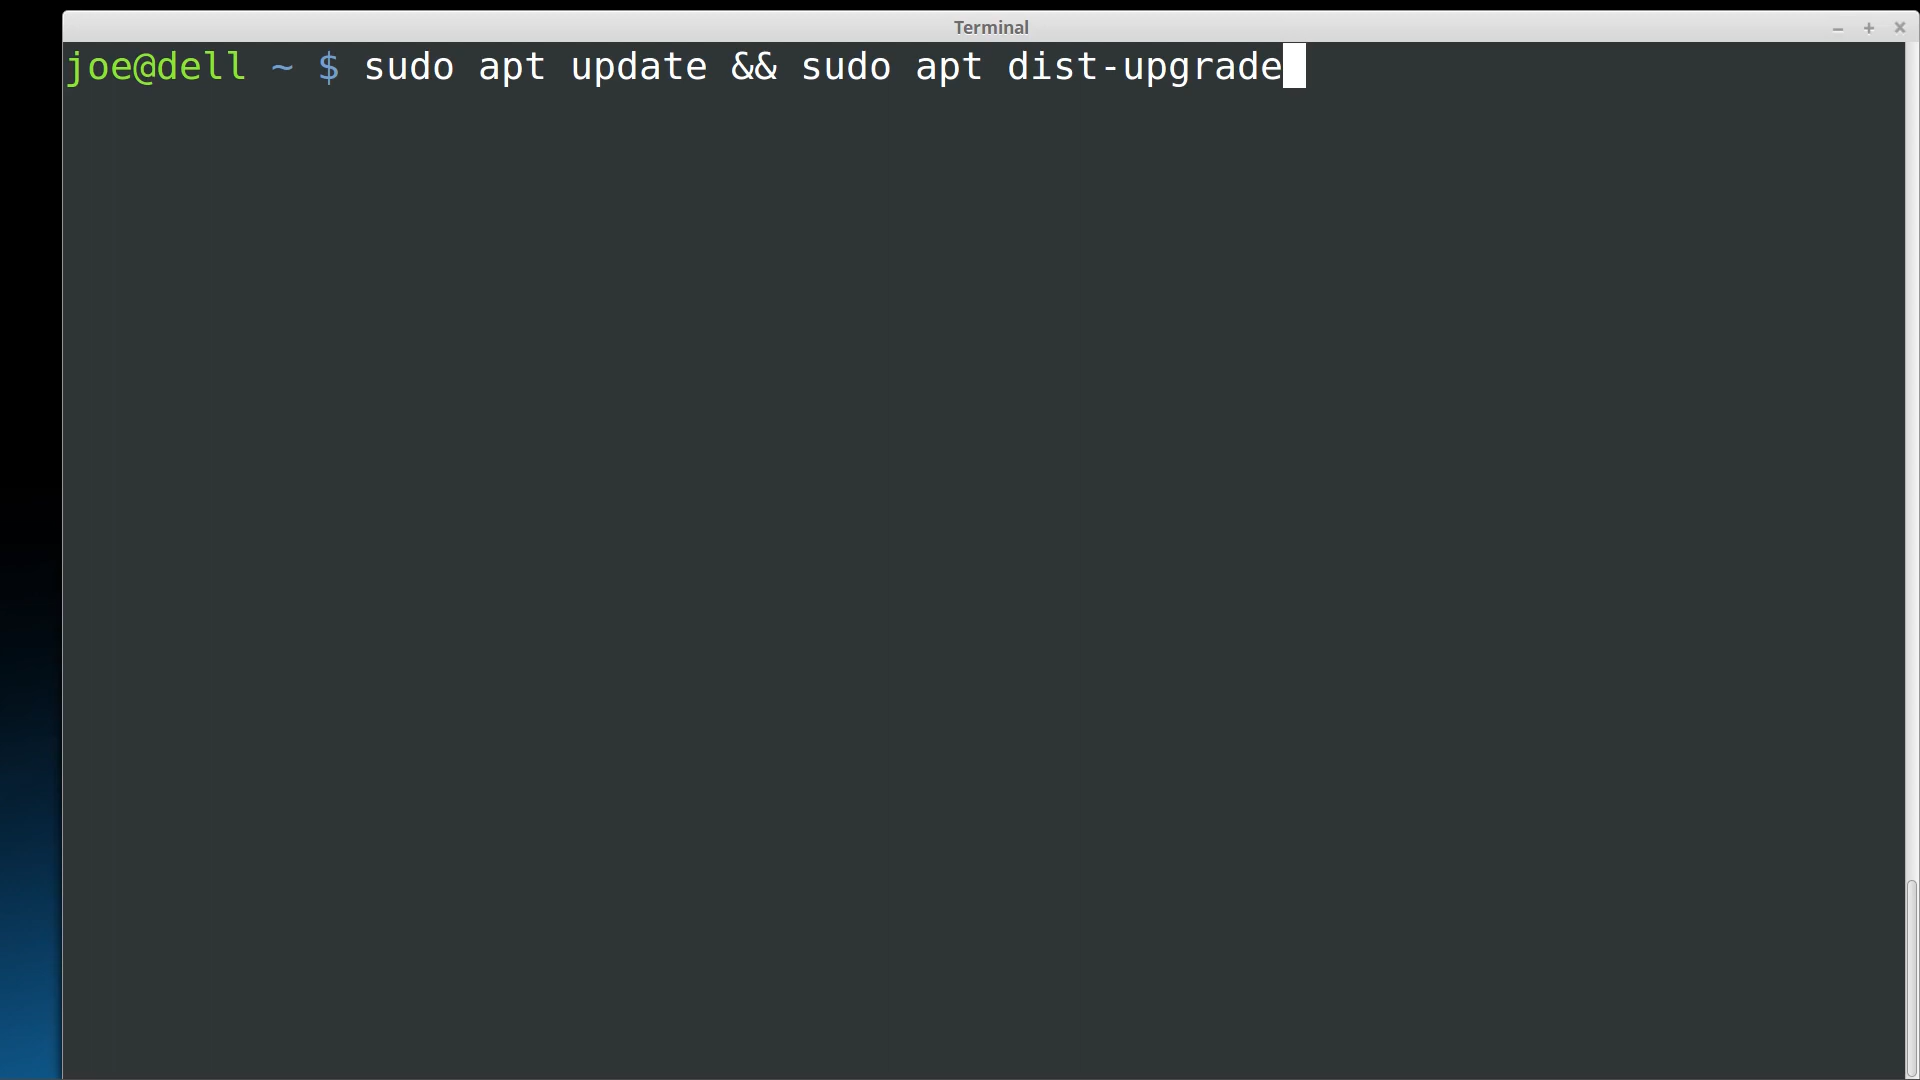 Terminal
joe@dell ~ $ sudo apt update && sudo apt dist-upgrade